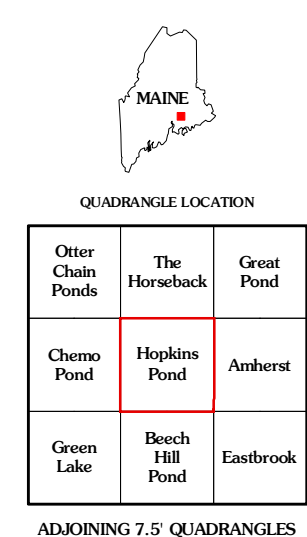 MAINE
QUADRANGLE LOCATION
Otter
Chain
Ponds
The
Horseback
Great
Pond
Chemo
Pond
Hopkins
Pond
Amherst
Green
Lake
Beech
Hill
Pond
Eastbrook
ADJOINING 7.5' QUADRANGLES